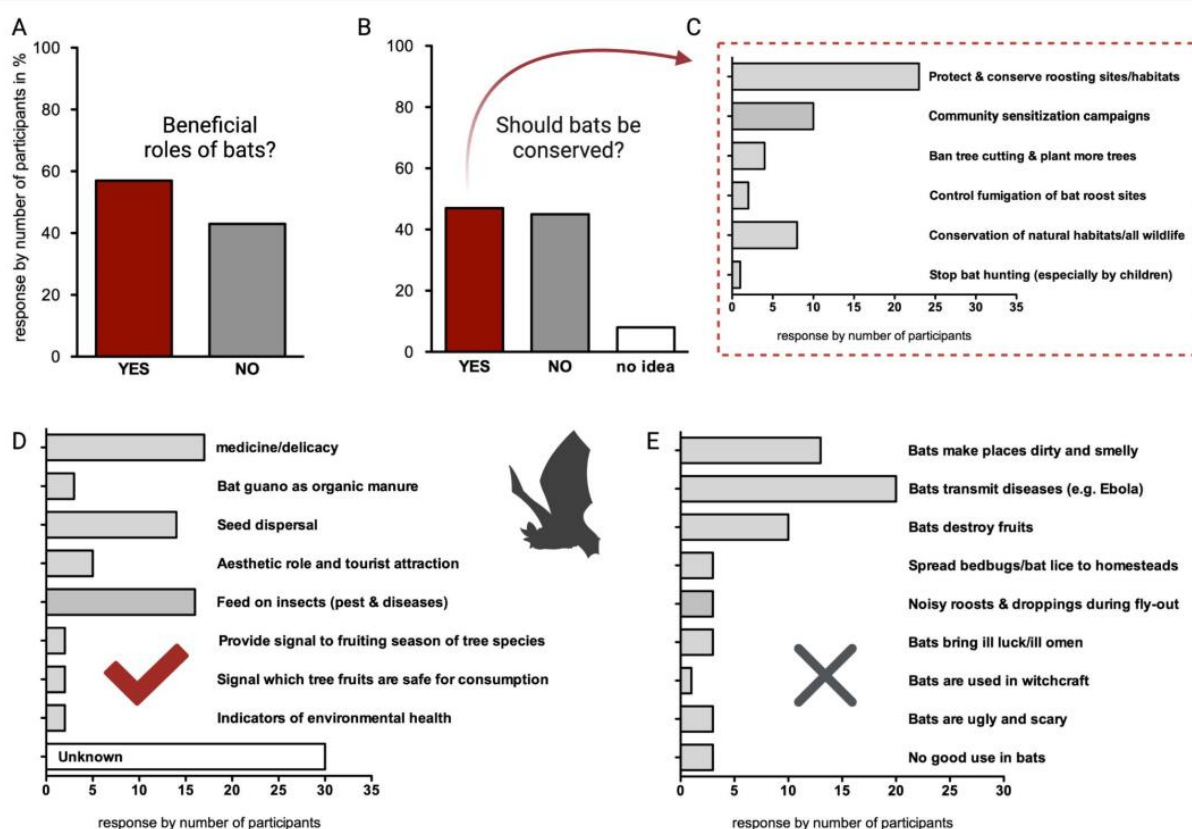 A
response by number of participants in %
100
80
60
40
20
0
Beneficial
roles of bats?
YES NO
B
100
80
60
40
20
0
Should bats be
conserved?
YES NO no idea
C
Protect & conserve roosting sites/habitats
Community sensitization campaigns
Ban tree cutting & plant more trees
Control fumigation of bat roost sites
Conservation of natural habitats/all wildlife
Stop bat hunting (especially by children)
0 5 10 15 20 25 30 35
response by number of participants
D
medicine/delicacy
Bat guano as organic manure
Seed dispersal
Aesthetic role and tourist attraction
Feed on insects (pest & diseases)
Provide signal to fruiting season of tree species
Signal which tree fruits are safe for consumption
Indicators of environmental health
Unknown
0 5 10 15 20 25 30 35
response by number of participants
E
Bats make places dirty and smelly
Bats transmit diseases (e.g. Ebola)
Bats destroy fruits
Spread bedbugs/bat lice to homesteads
Noisy roosts & droppings during fly-out
Bats bring ill luck/ill omen
Bats are used in witchcraft
Bats are ugly and scary
No good use in bats
0 10 20 30
response by number of participants